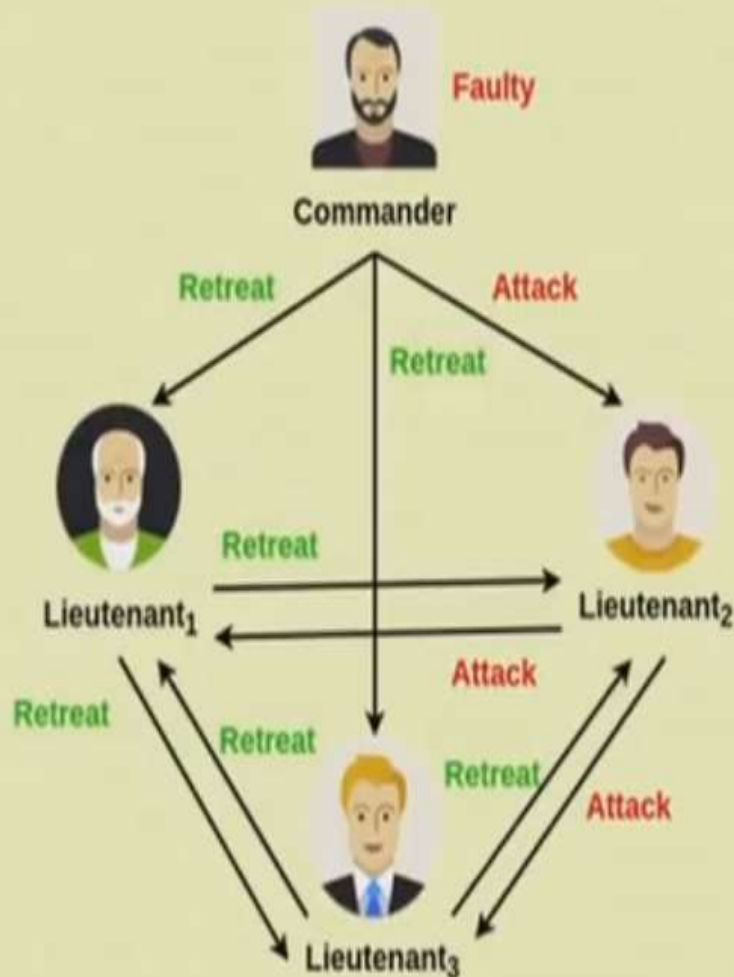 Faulty
Commander
Retreat
Attack
Retreat
Retreat
Lieutenant1
Lieutenant2
Attack
Retreat
Retreat
Retreat
Attack
Lieutenant3